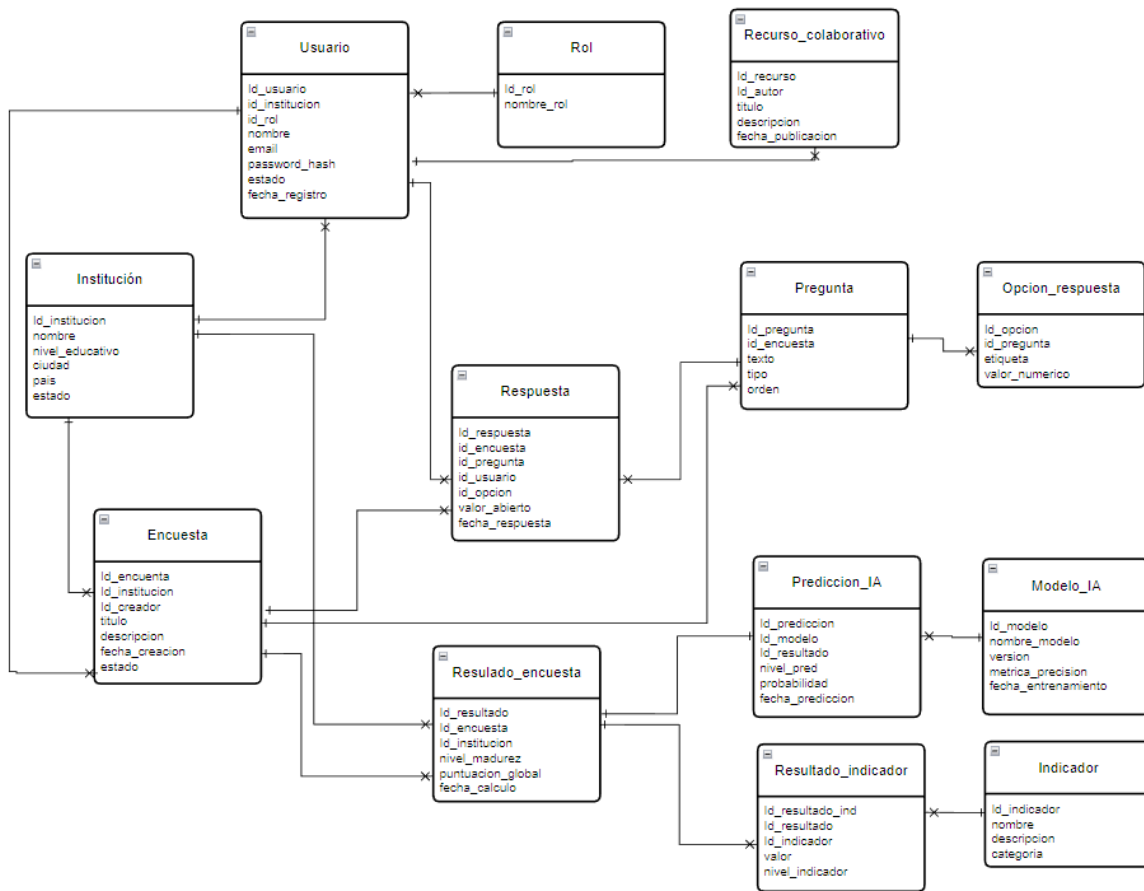 Usuario
Id_usuario
id_institucion
id_rol
nombre
email
password_hash
estado
fecha_registro
Rol
Id_rol
nombre_rol
Recurso_colaborativo
Id_recurso
Id_autor
titulo
descripcion
fecha_publicacion
Institución
Id_institucion
nombre
nivel_educativo
ciudad
pais
estado
Pregunta
Id_pregunta
id_encuesta
texto
tipo
orden
Opcion_respuesta
Id_opcion
id_pregunta
etiqueta
valor_numerico
Respuesta
Id_respuesta
id_encuesta
id_pregunta
id_usuario
id_opcion
valor_abierto
fecha_respuesta
Encuesta
Id_encuenta
Id_institucion
Id_creador
titulo
descripcion
fecha_creacion
estado
Prediccion_IA
Id_prediccion
Id_modelo
Id_resultado
nivel_pred
probabilidad
fecha_prediccion
Modelo_IA
Id_modelo
nombre_modelo
version
metrica_precision
fecha_entrenamiento
Resulado_encuesta
Id_resultado
Id_encuesta
Id_institucion
nivel_madurez
puntuacion_global
fecha_calculo
Resultado_indicador
Id_resultado_ind
Id_resultado
Id_indicador
valor
nivel_indicador
Indicador
Id_indicador
nombre
descripcion
categoria